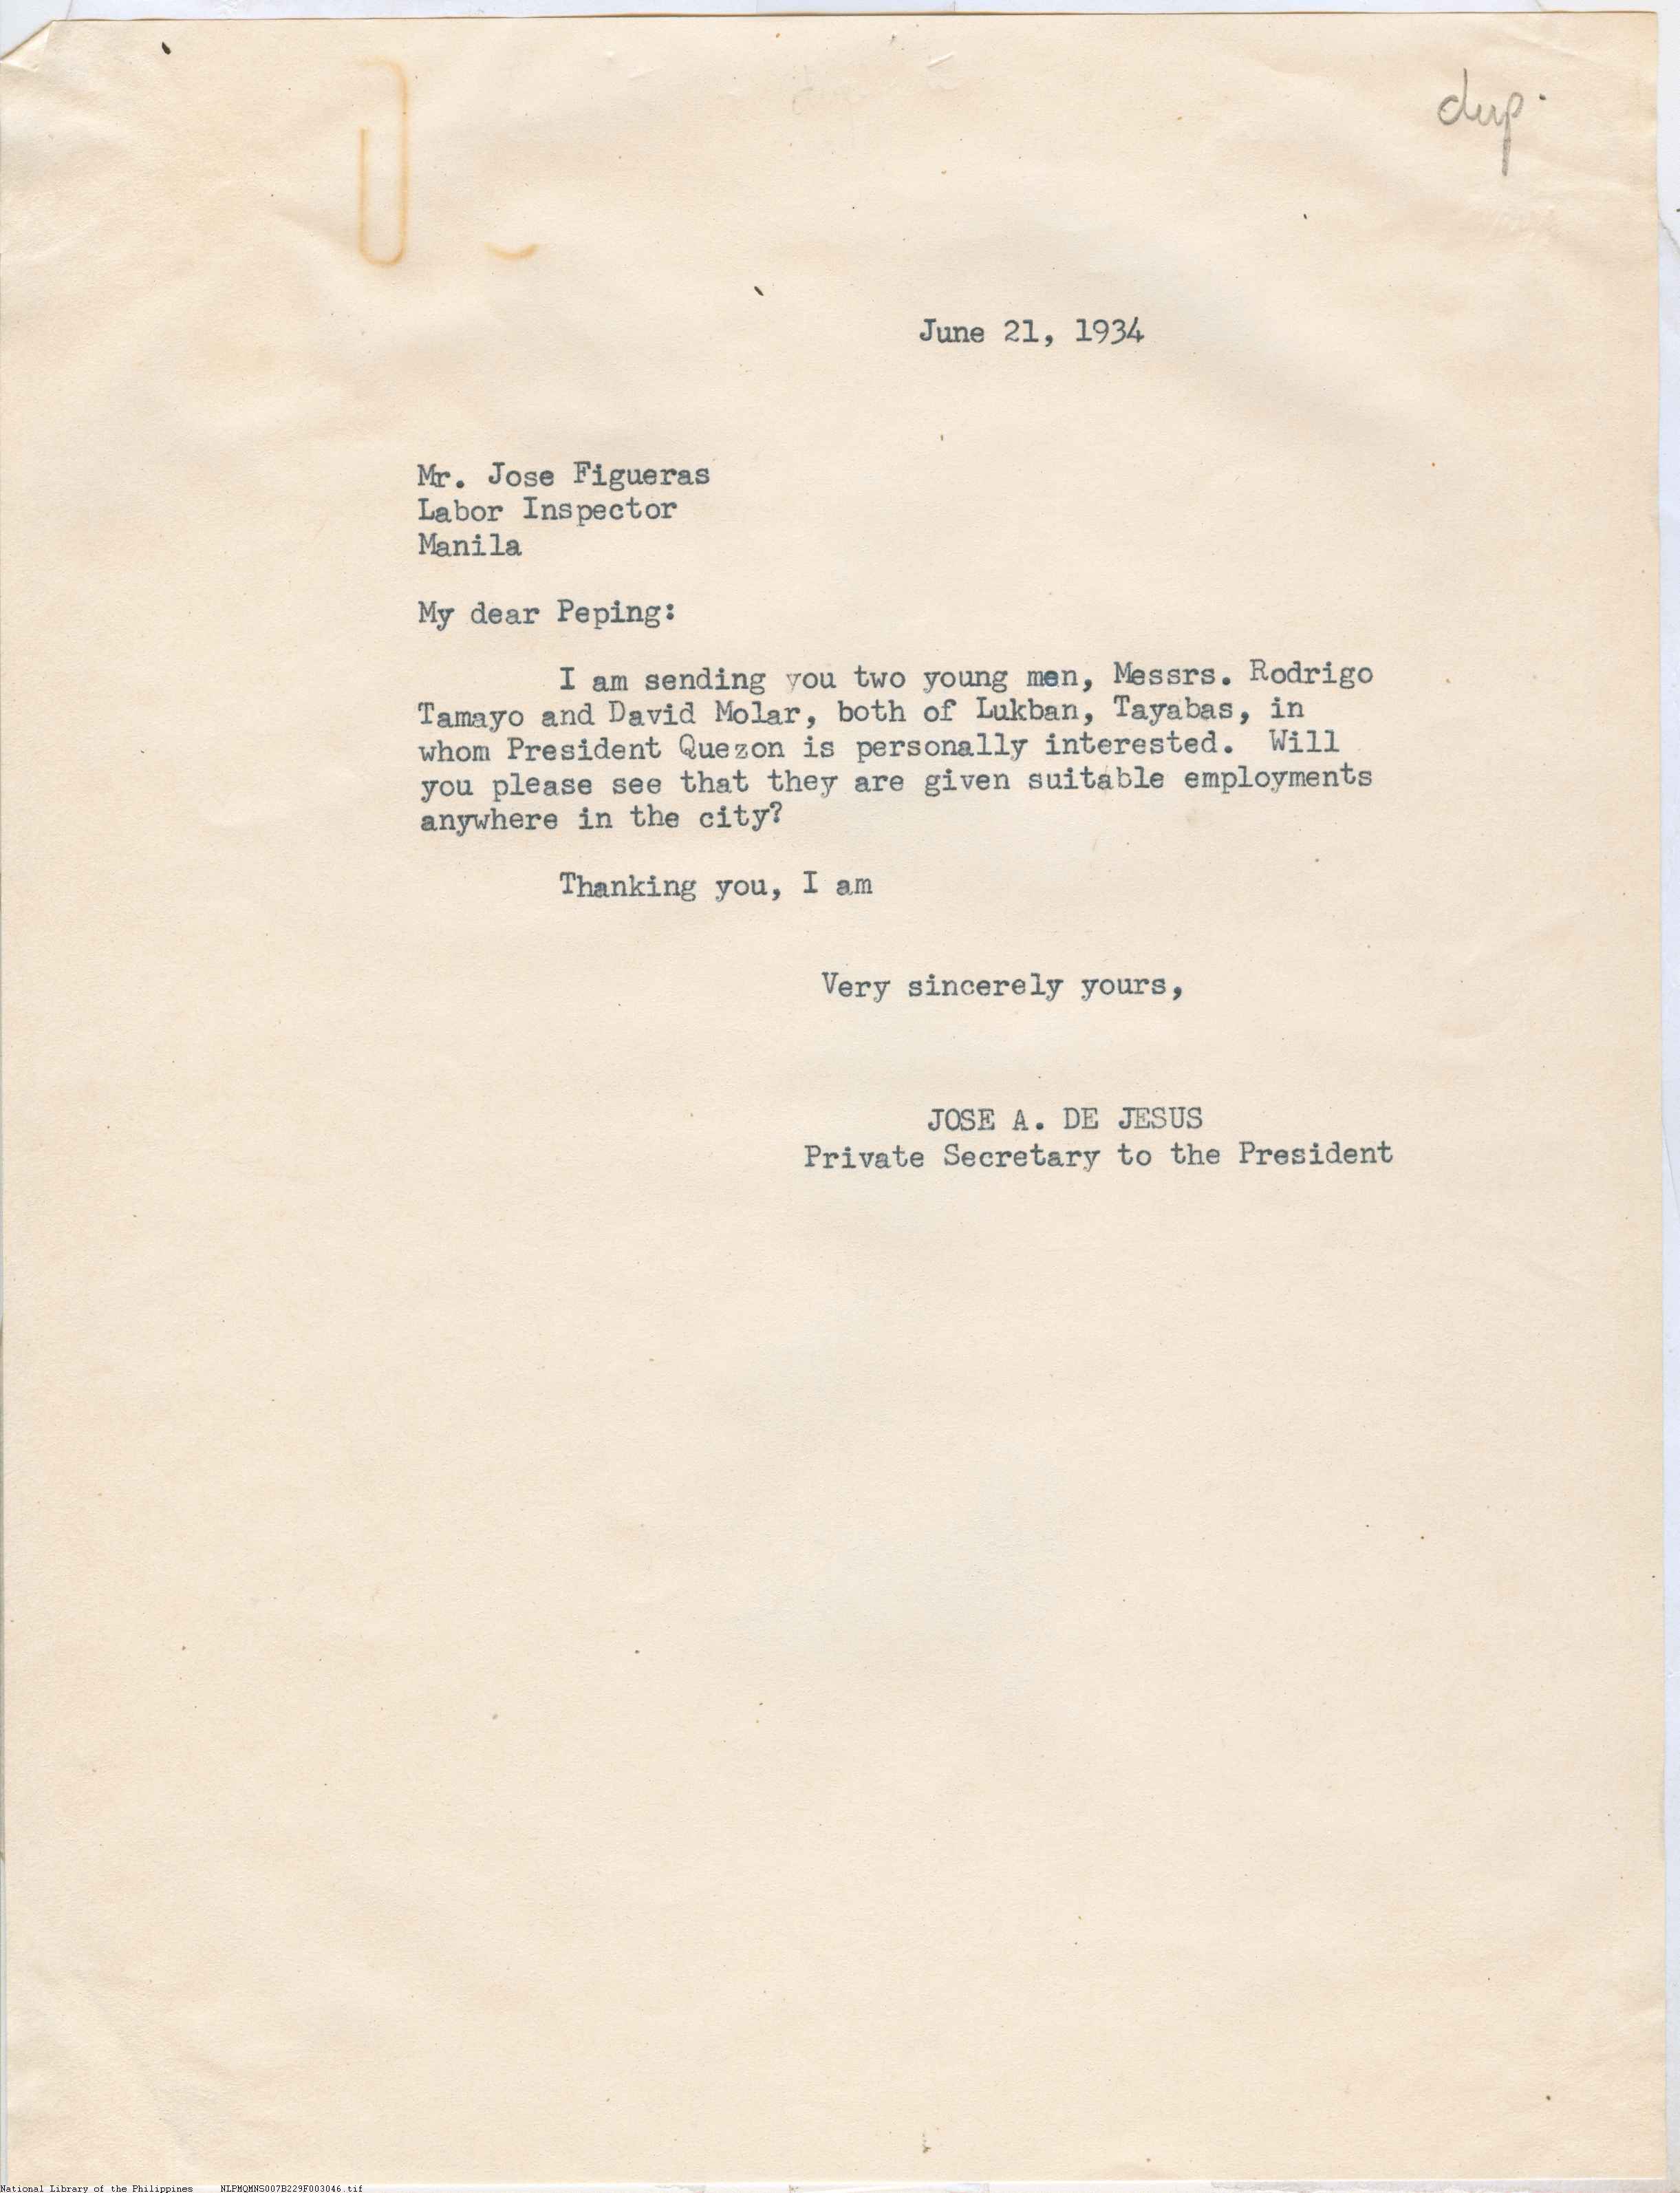 dup.
June 21, 1934
Mr. Jose Figueras
Labor Inspector
Manila
My dear Peping:
I am sending you two young men, Messrs. Rodrigo
Tamayo and David Molar, both of Lukban, Tayabas, in
whom President Quezon is personally interested. Will
you please see that they are given suitable employments
anywhere in the city?
Thanking you, I am
Very sincerely yours,
JOSE A. DE JESUS
Private Secretary to the President
National Library of the Philippines NLPMQMNS007B229F003046.tif